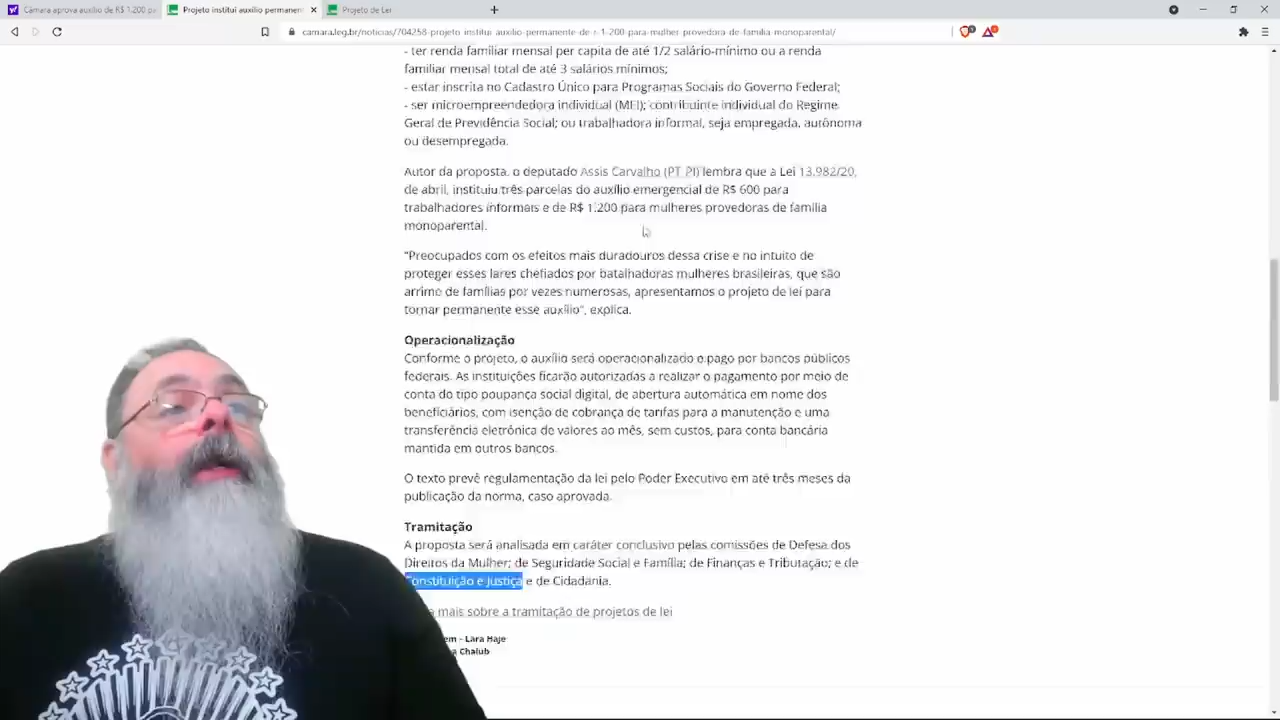 Câmara aprova auxílio de R$ 1.200 pa
Projeto institui auxílio permanen
Projeto de Lei
camara.leg.br/noticias/704258-projeto-institui-auxilio-permanente-de-r-1-200-para-mulher-provedora-de-familia-monoparental/
- ter renda familiar mensal per capita de até 1/2 salário-mínimo ou a renda
familiar mensal total de até 3 salários mínimos;
- estar inscrita no Cadastro Único para Programas Sociais do Governo Federal;
- ser microempreendedora individual (MEI); contribuinte individual do Regime
Geral de Previdência Social; ou trabalhadora informal, seja empregada, autônoma
ou desempregada.
Autor da proposta, o deputado Assis Carvalho (PT-PI) lembra que a Lei 13.982/20,
de abril, instituiu três parcelas do auxílio emergencial de R$ 600 para
trabalhadores informais e de R$ 1.200 para mulheres provedoras de família
monoparental.
"Preocupados com os efeitos mais duradouros dessa crise e no intuito de
proteger esses lares chefiados por batalhadoras mulheres brasileiras, que são
arrimo de famílias por vezes numerosas, apresentamos o projeto de lei para
tornar permanente esse auxílio", explica.
Operacionalização
Conforme o projeto, o auxílio será operacionalizado e pago por bancos públicos
federais. As instituições ficarão autorizadas a realizar o pagamento por meio de
conta do tipo poupança social digital, de abertura automática em nome dos
beneficiários, com isenção de cobrança de tarifas para a manutenção e uma
transferência eletrônica de valores ao mês, sem custos, para conta bancária
mantida em outros bancos.
O texto prevê regulamentação da lei pelo Poder Executivo em até três meses da
publicação da norma, caso aprovada.
Tramitação
A proposta será analisada em caráter conclusivo pelas comissões de Defesa dos
Direitos da Mulher; de Seguridade Social e Família; de Finanças e Tributação; e de
Constituição e Justiça e de Cidadania.
mais sobre a tramitação de projetos de lei
em - Lara Haje
a Chalub